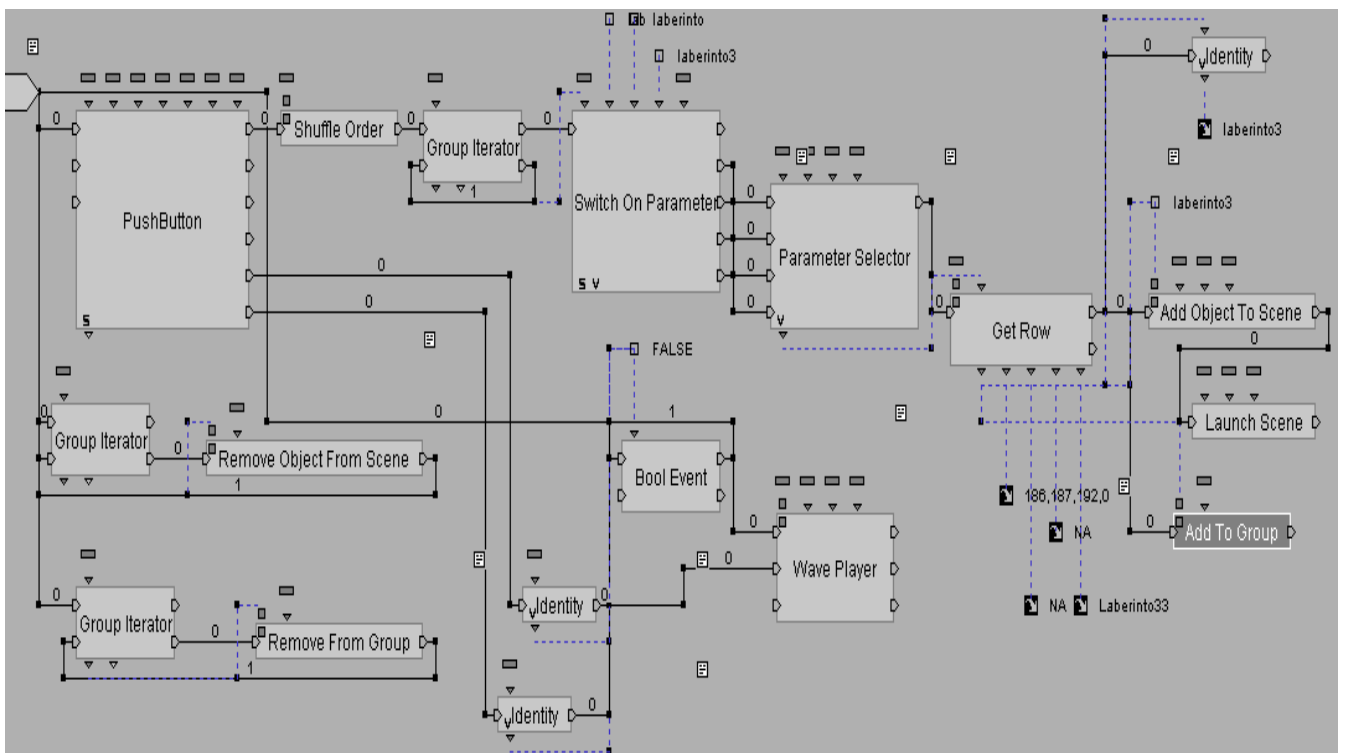 lab laberinto
laberinto3
0
Identity
laberinto3
0
0
0
0
Shuffle Order
Group Iterator
1
PushButton
S
Switch On Parameter
S V
0
0
0
0
Parameter Selector
V
laberinto3
0
Get Row
0
Add Object To Scene
0
Launch Scene
0
0
FALSE
0
1
0
Group Iterator
0
Remove Object From Scene
1
Bool Event
186,187,192,0
NA
NA
Laberinto33
0
Add To Group
0
Wave Player
0
0
Group Iterator
0
Remove From Group
1
Identity
0
Identity
0